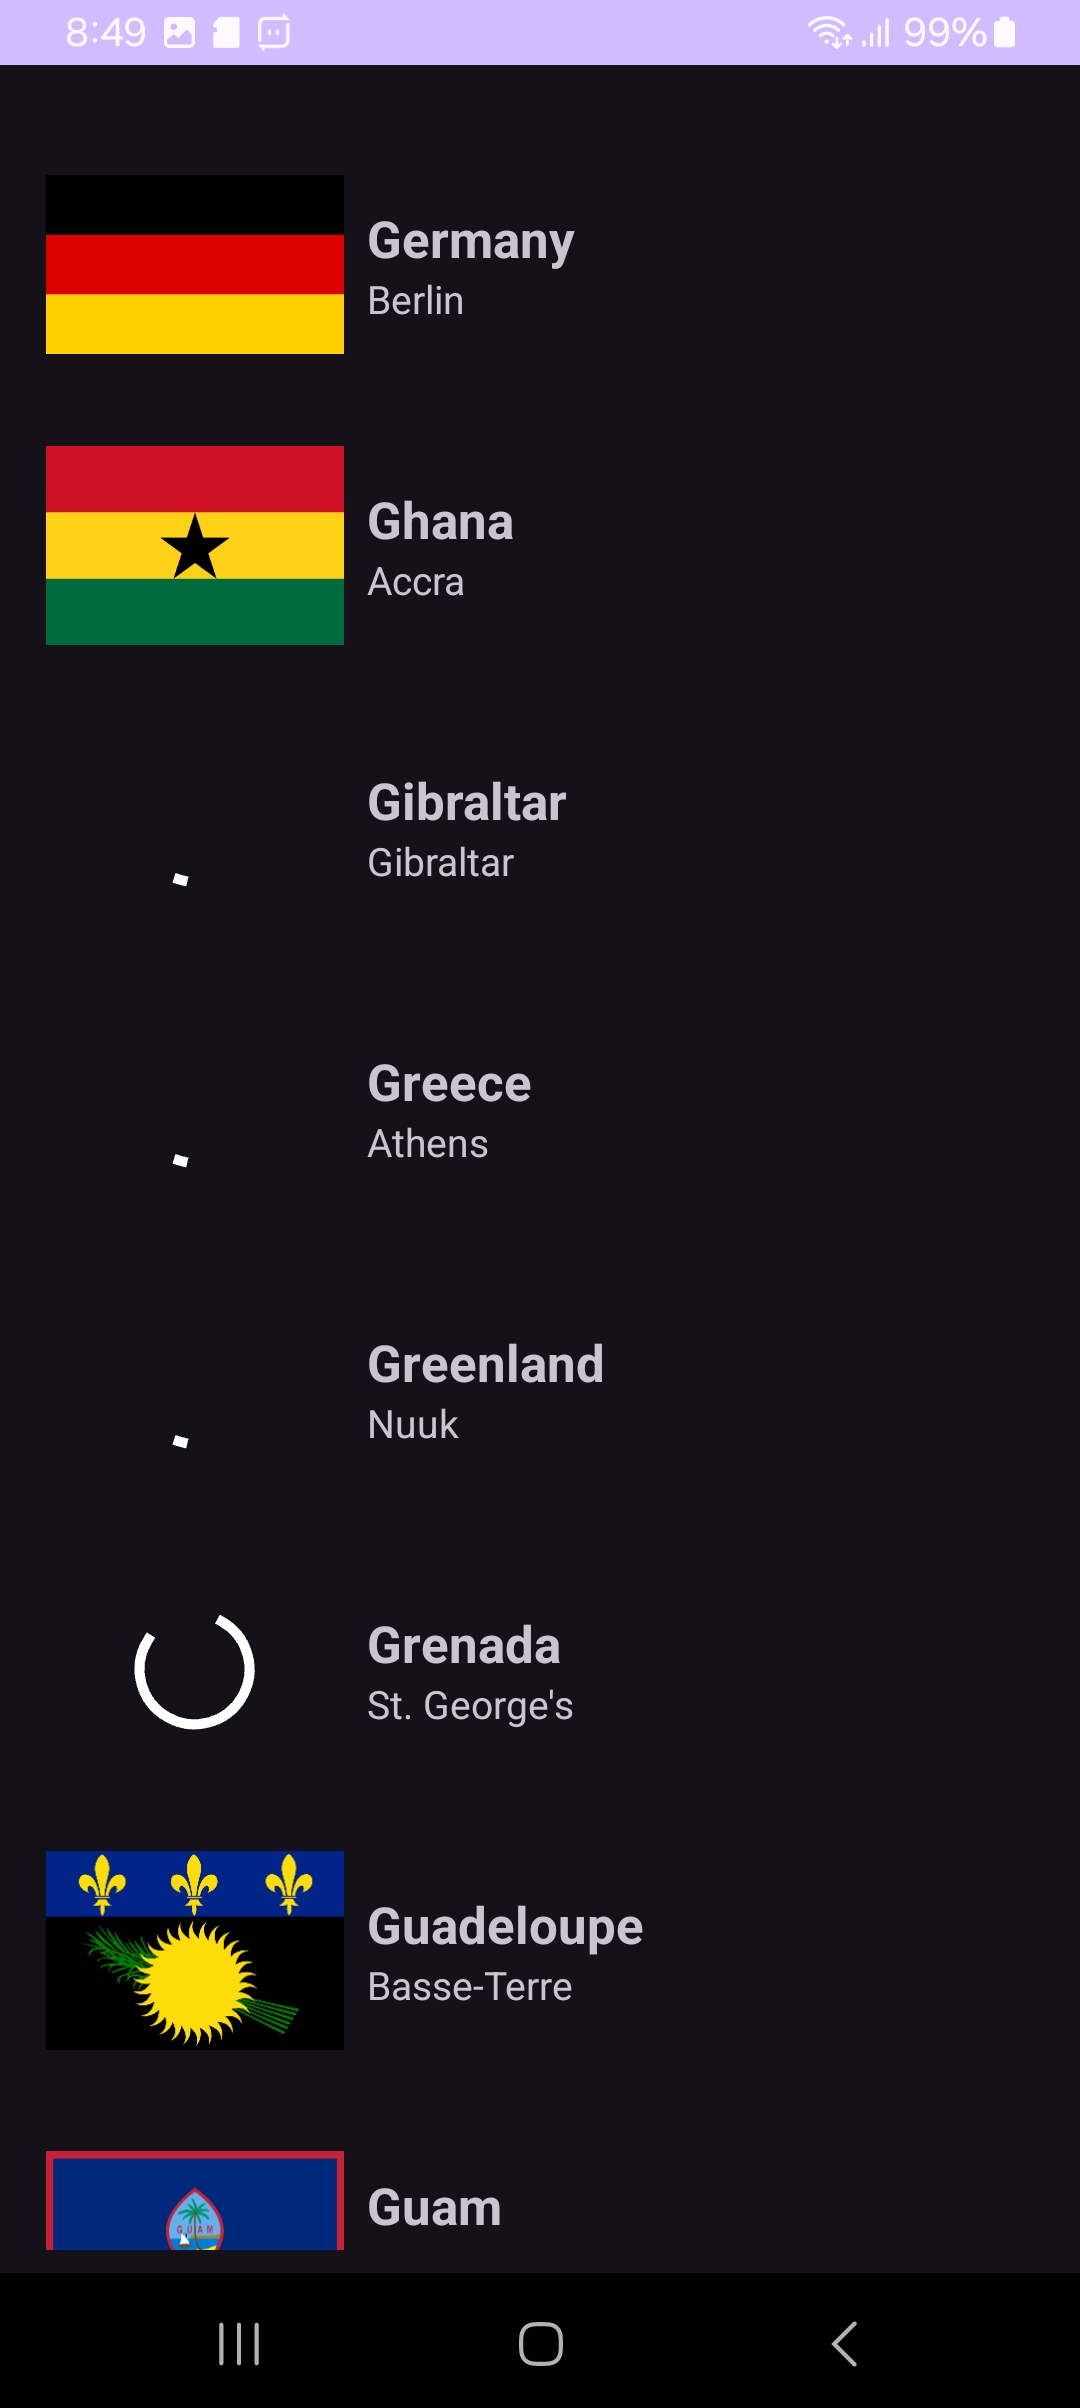 8:49 99%
Germany
Berlin
Ghana
Accra
Gibraltar
Gibraltar
Greece
Athens
Greenland
Nuuk
Grenada
St. George's
Guadeloupe
Basse-Terre
GUAM
Guam